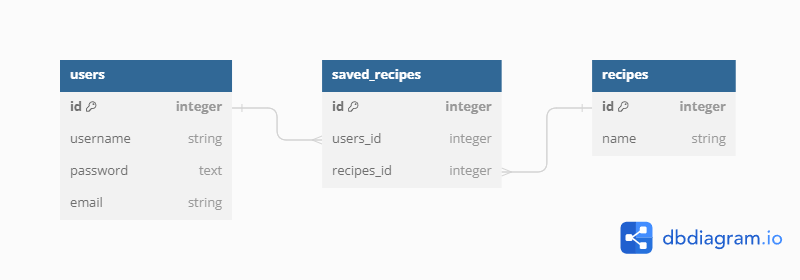 users
id integer
username string
password text
email string
saved_recipes
id integer
users_id integer
recipes_id integer
recipes
id integer
name string
dbdiagram.io